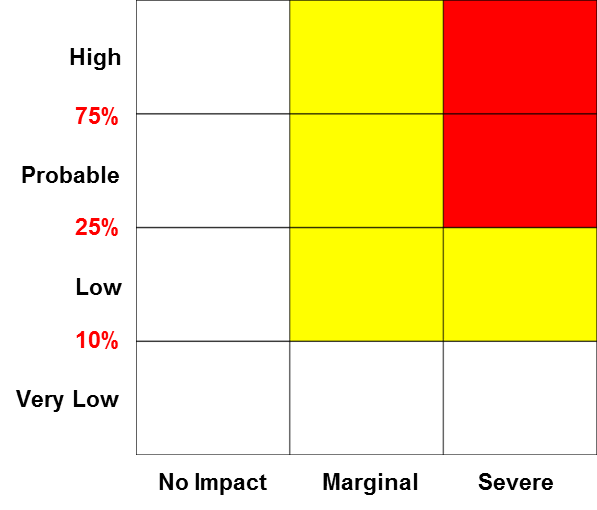 High
75%
Probable
25%
Low
10%
Very Low
No Impact
Marginal
Severe